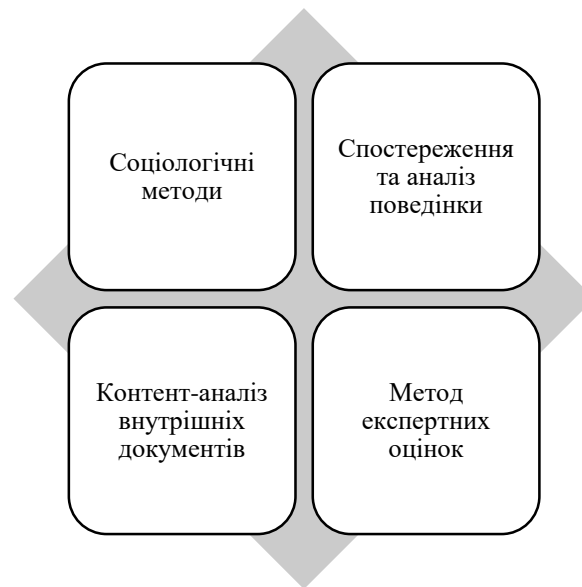 Соціологічні
методи
Спостереження
та аналіз
поведінки
Контент-аналіз
внутрішніх
документів
Метод
експертних
оцінок